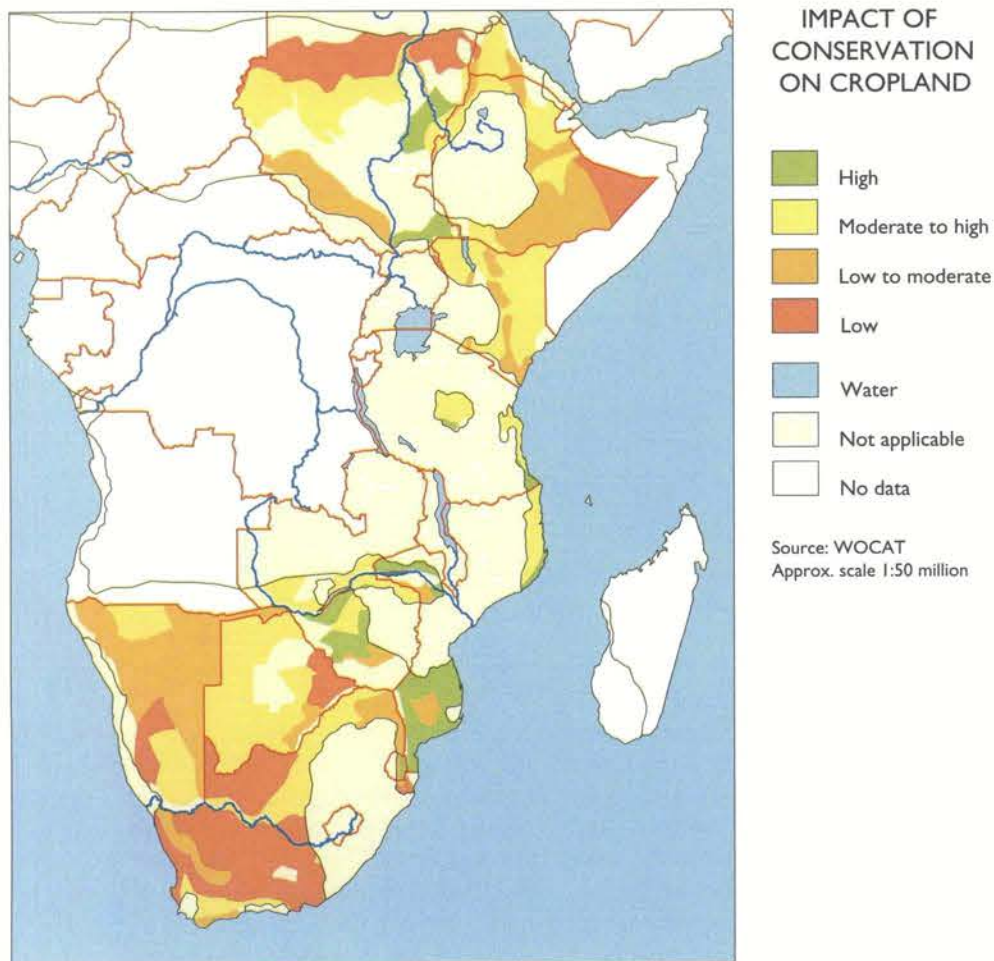 IMPACT OF
CONSERVATION
ON CROPLAND
High
Moderate to high
Low to moderate
Low
Water
Not applicable
No data
Source: WOCAT
Approx. scale 1:50 million